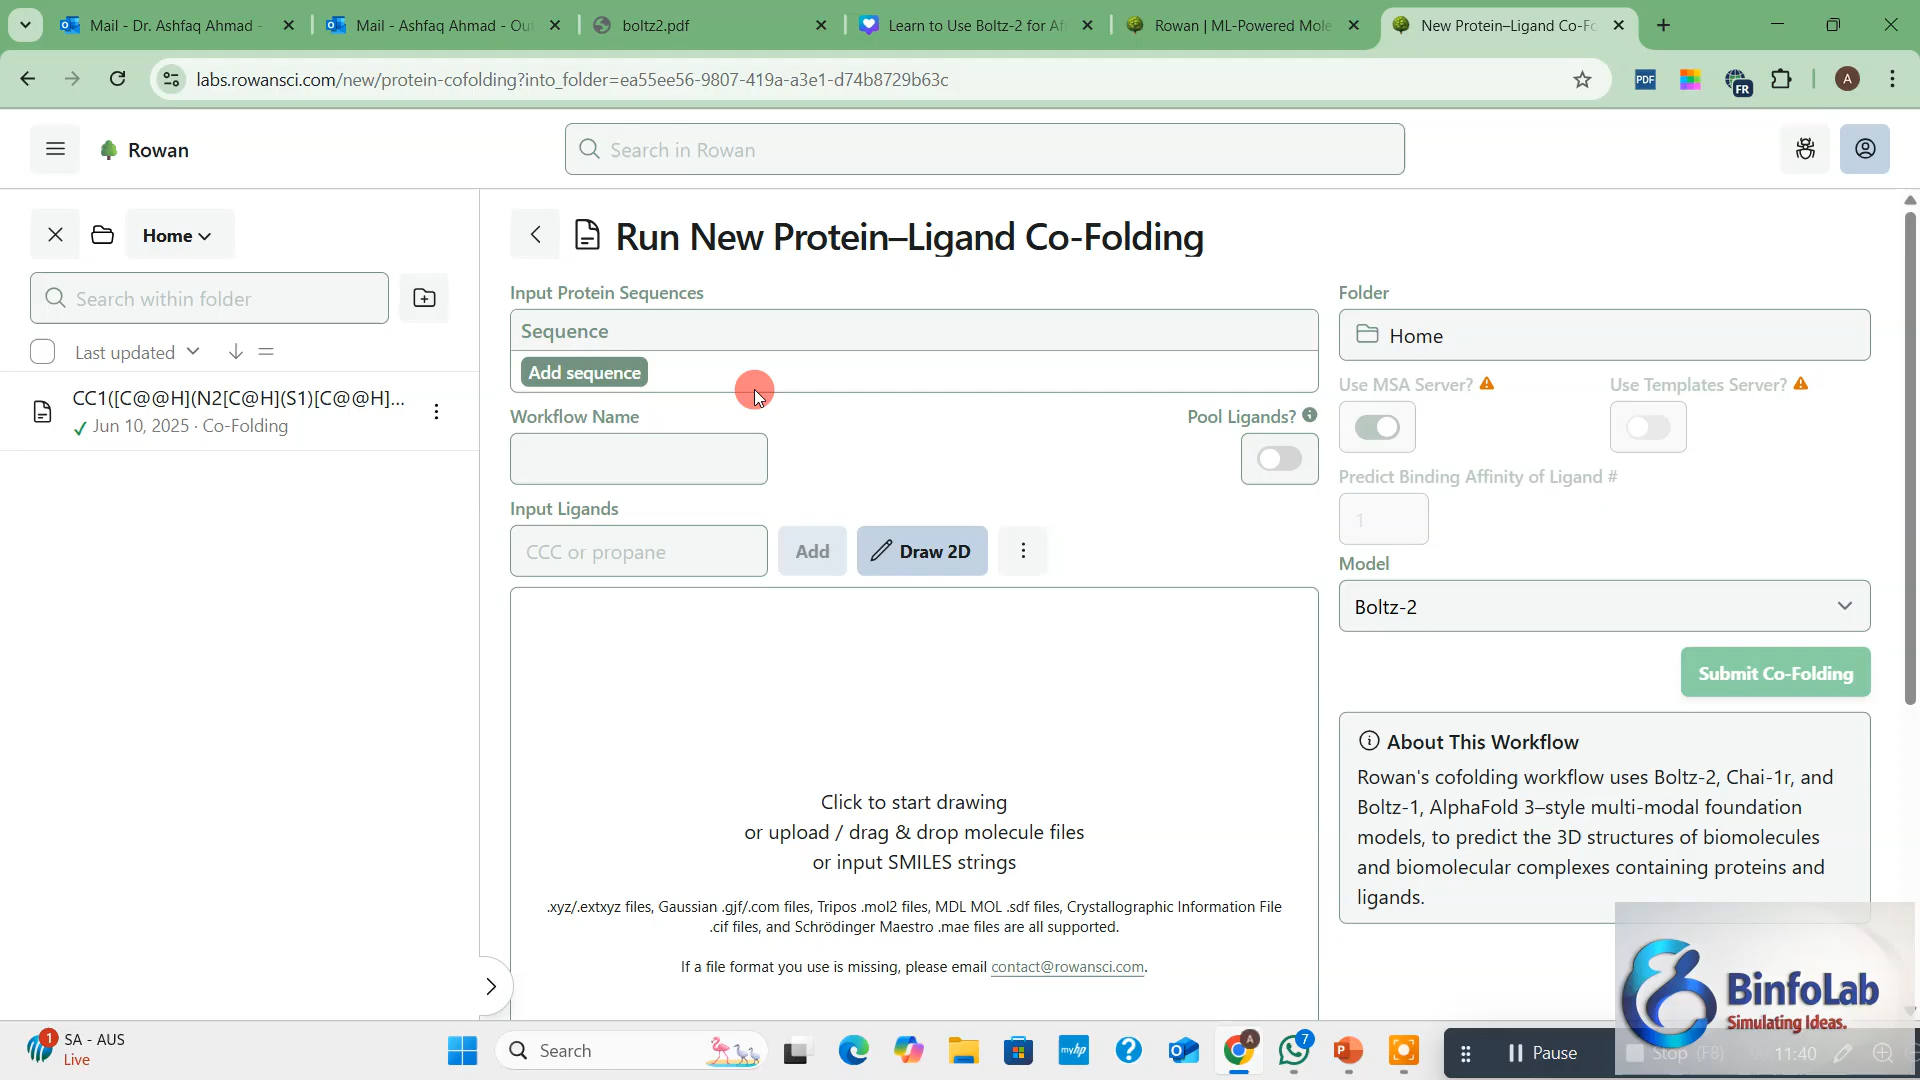 Mail - Dr. Ashfaq Ahmad -
Mail - Ashfaq Ahmad - Ou
boltz2.pdf
Learn to Use Boltz-2 for Af
Rowan | ML-Powered Mole
New Protein–Ligand Co-Fo
labs.rowansci.com/new/protein-cofolding?into_folder=ea55ee56-9807-419a-a3e1-d74b8729b63c
PDF
FR
A
Rowan
Search in Rowan
Home
Search within folder
Last updated
CC1([C@@H](N2[C@H](S1)[C@@H]...
Jun 10, 2025 · Co-Folding
Run New Protein–Ligand Co-Folding
Input Protein Sequences
Sequence
Add sequence
Workflow Name
Pool Ligands?
Input Ligands
CCC or propane
Add
Draw 2D
Click to start drawing
or upload / drag & drop molecule files
or input SMILES strings
.xyz/.extxyz files, Gaussian .gjf/.com files, Tripos .mol2 files, MDL MOL .sdf files, Crystallographic Information File
.cif files, and Schrödinger Maestro .mae files are all supported.
If a file format you use is missing, please email contact@rowansci.com.
Folder
Home
Use MSA Server?
Use Templates Server?
Predict Binding Affinity of Ligand #
1
Model
Boltz-2
Submit Co-Folding
About This Workflow
Rowan's cofolding workflow uses Boltz-2, Chai-1r, and
Boltz-1, AlphaFold 3–style multi-modal foundation
models, to predict the 3D structures of biomolecules
and biomolecular complexes containing proteins and
ligands.
BinfoLab
Simulating Ideas.
1
SA - AUS
Live
Search
myhp
A
7
Pause
Stop (F8)
11:40